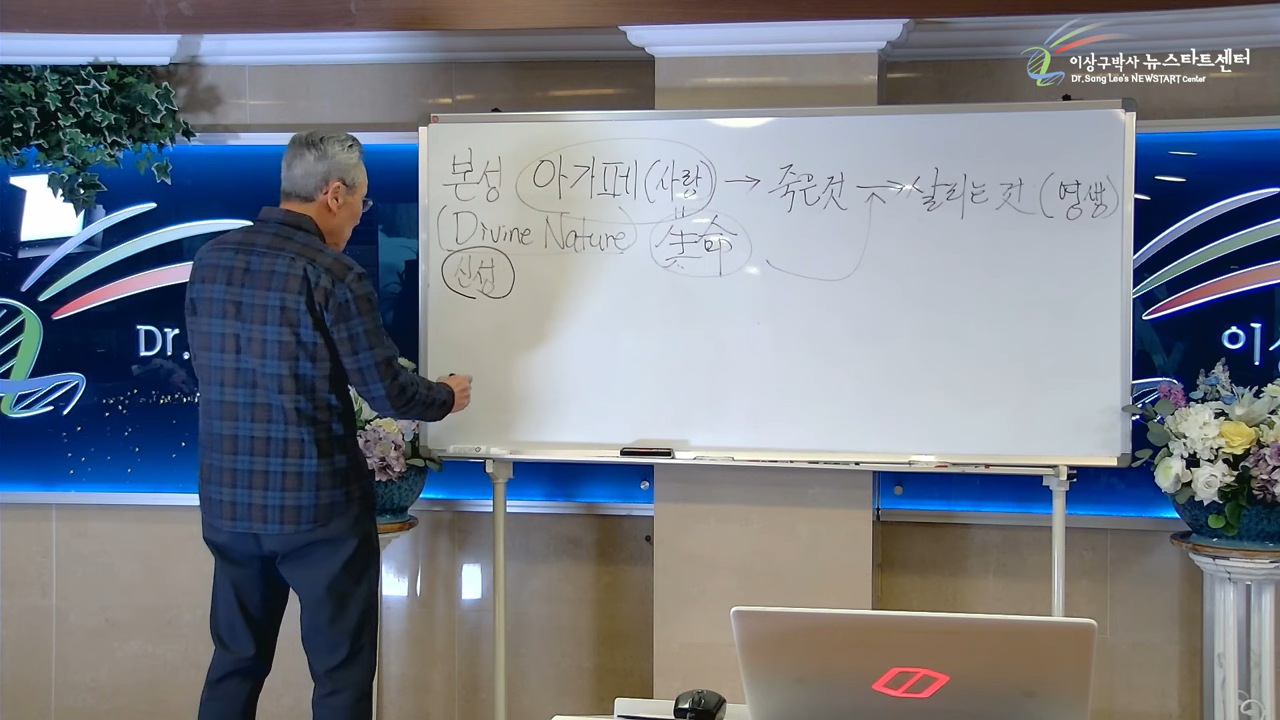 이상구박사 뉴스타트센터
Dr. Sang Lee's NEWSTART Center
본성 아가페(사랑) → 죽은것 → 살리는 것 (영생)
(Divine Nature) 生命
신성
Dr.
이상